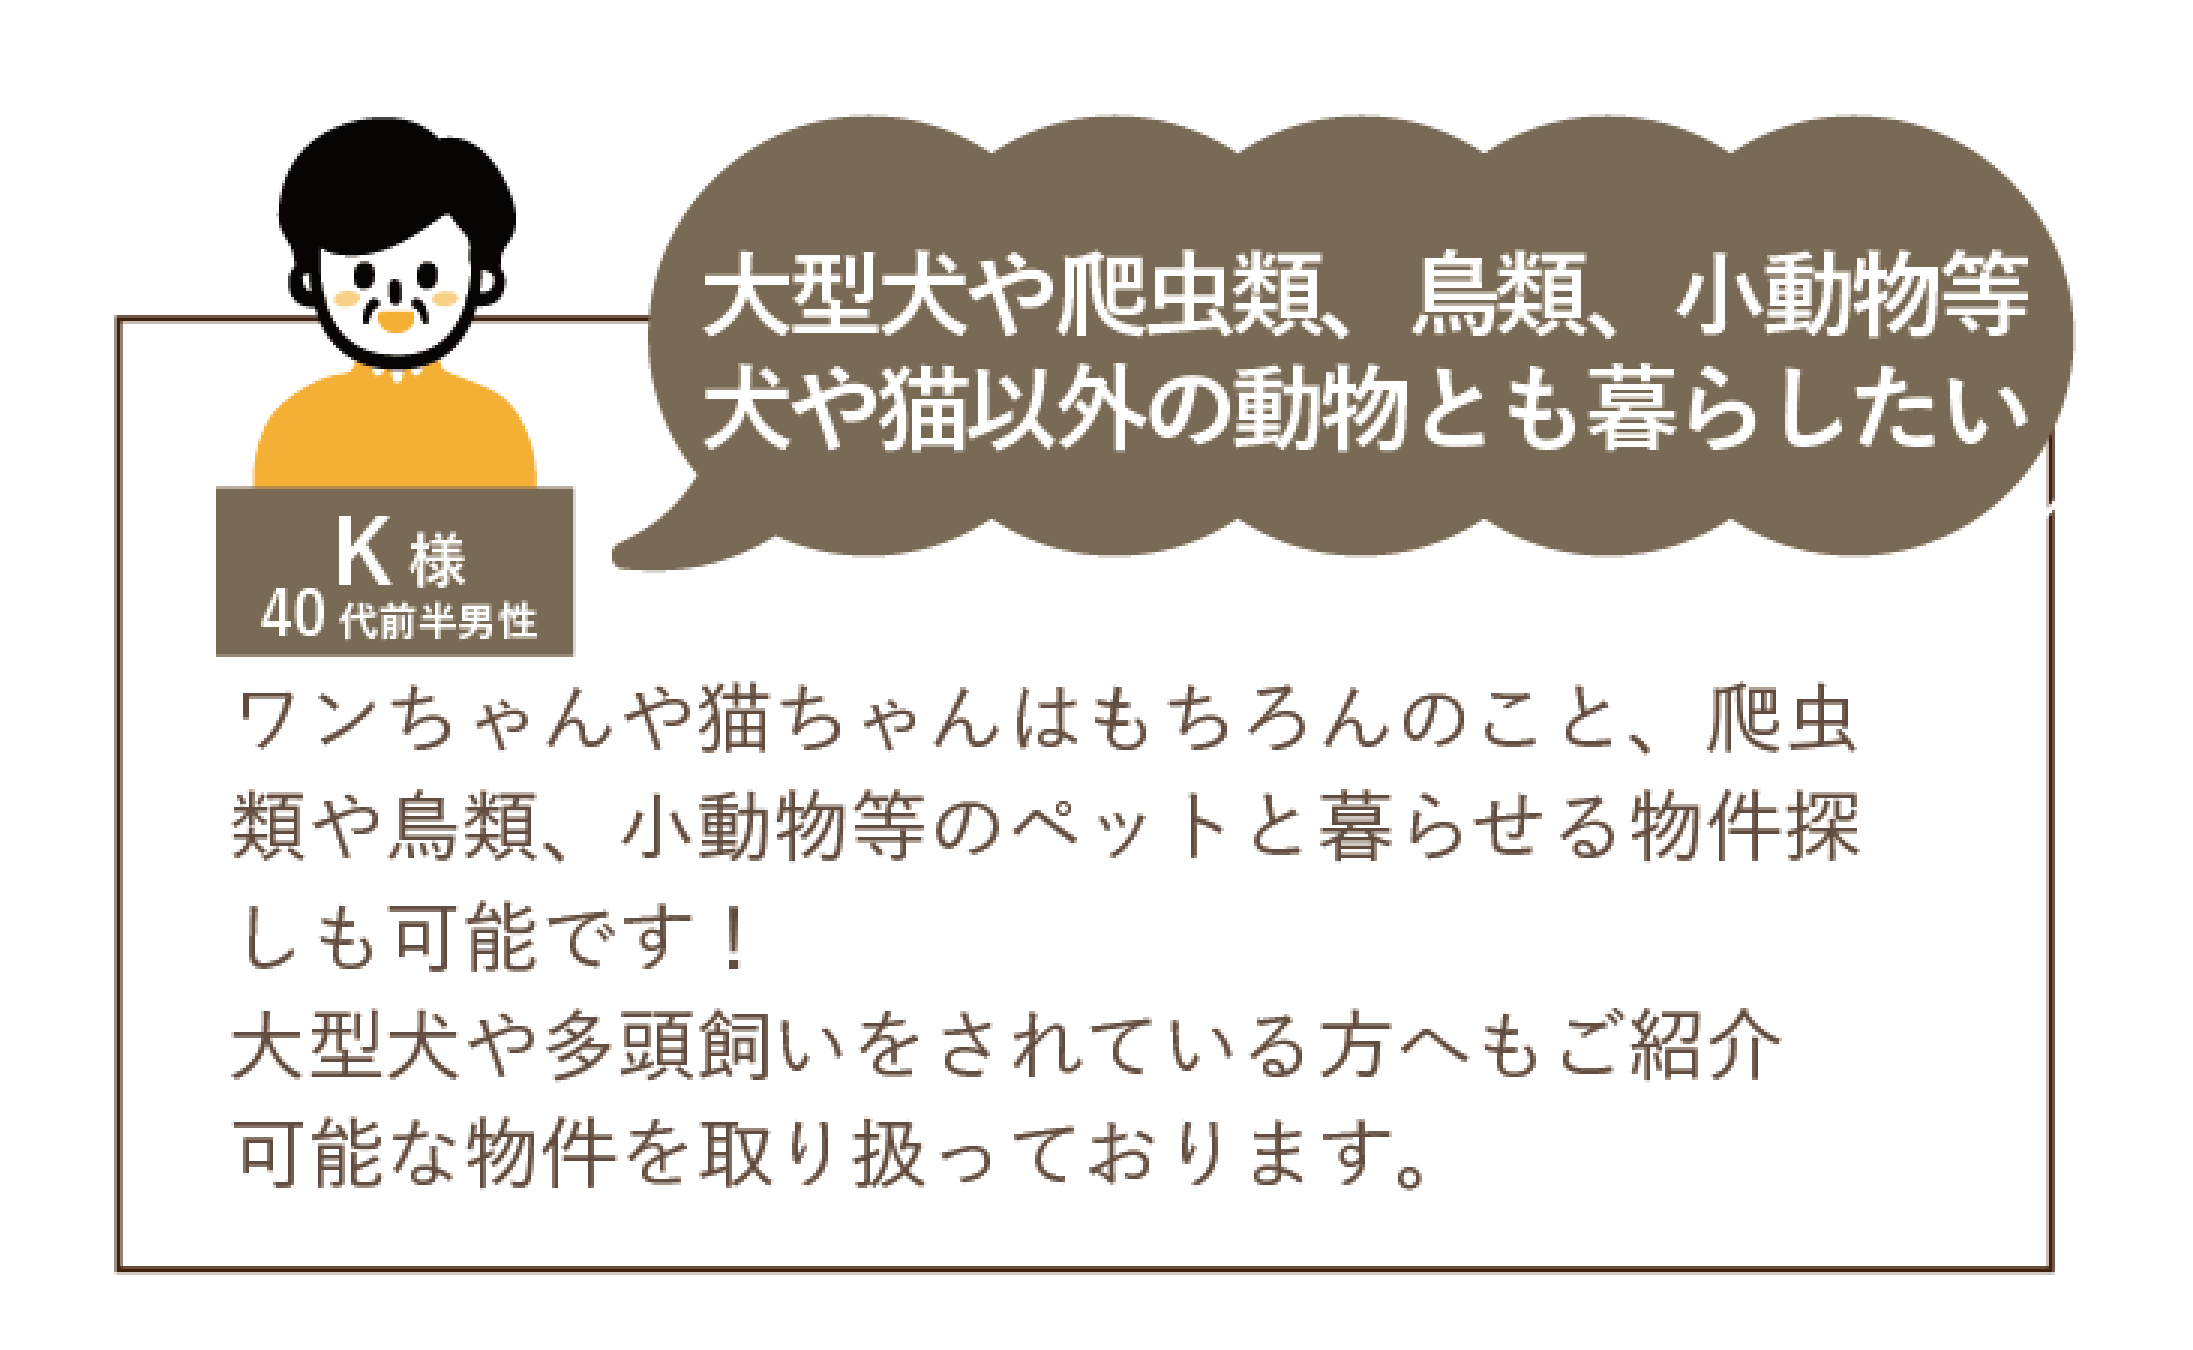 大型犬や爬虫類、鳥類、小動物等
犬や猫以外の動物とも暮らしたい
K 様
40 代前半男性
ワンちゃんや猫ちゃんはもちろんのこと、爬虫
類や鳥類、小動物等のペットと暮らせる物件探
しも可能です！
大型犬や多頭飼いをされている方へもご紹介
可能な物件を取り扱っております。